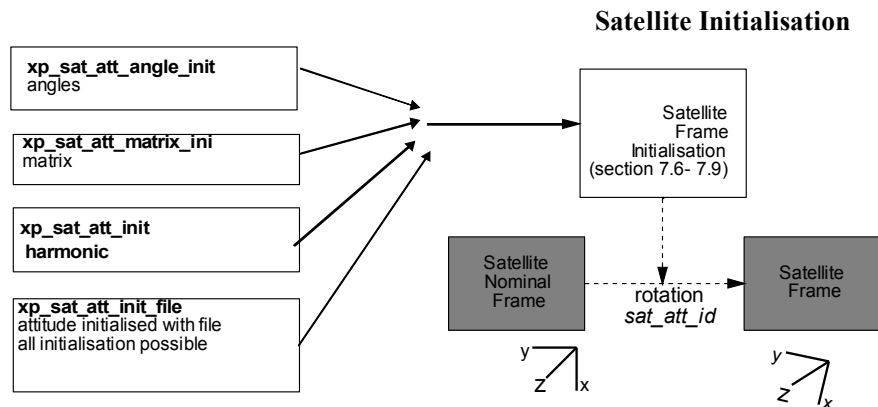 Satellite Initialisation
xp_sat_att_angle_init
angles
xp_sat_att_matrix_ini
matrix
xp_sat_att_init
harmonic
xp_sat_att_init_file
attitude initialised with file
all initialisation possible
Satellite
Frame
Initialisation
(section 7.6- 7.9)
Satellite
Nominal
Frame
rotation
sat_att_id
Satellite
Frame
y
z
x
y
z
x